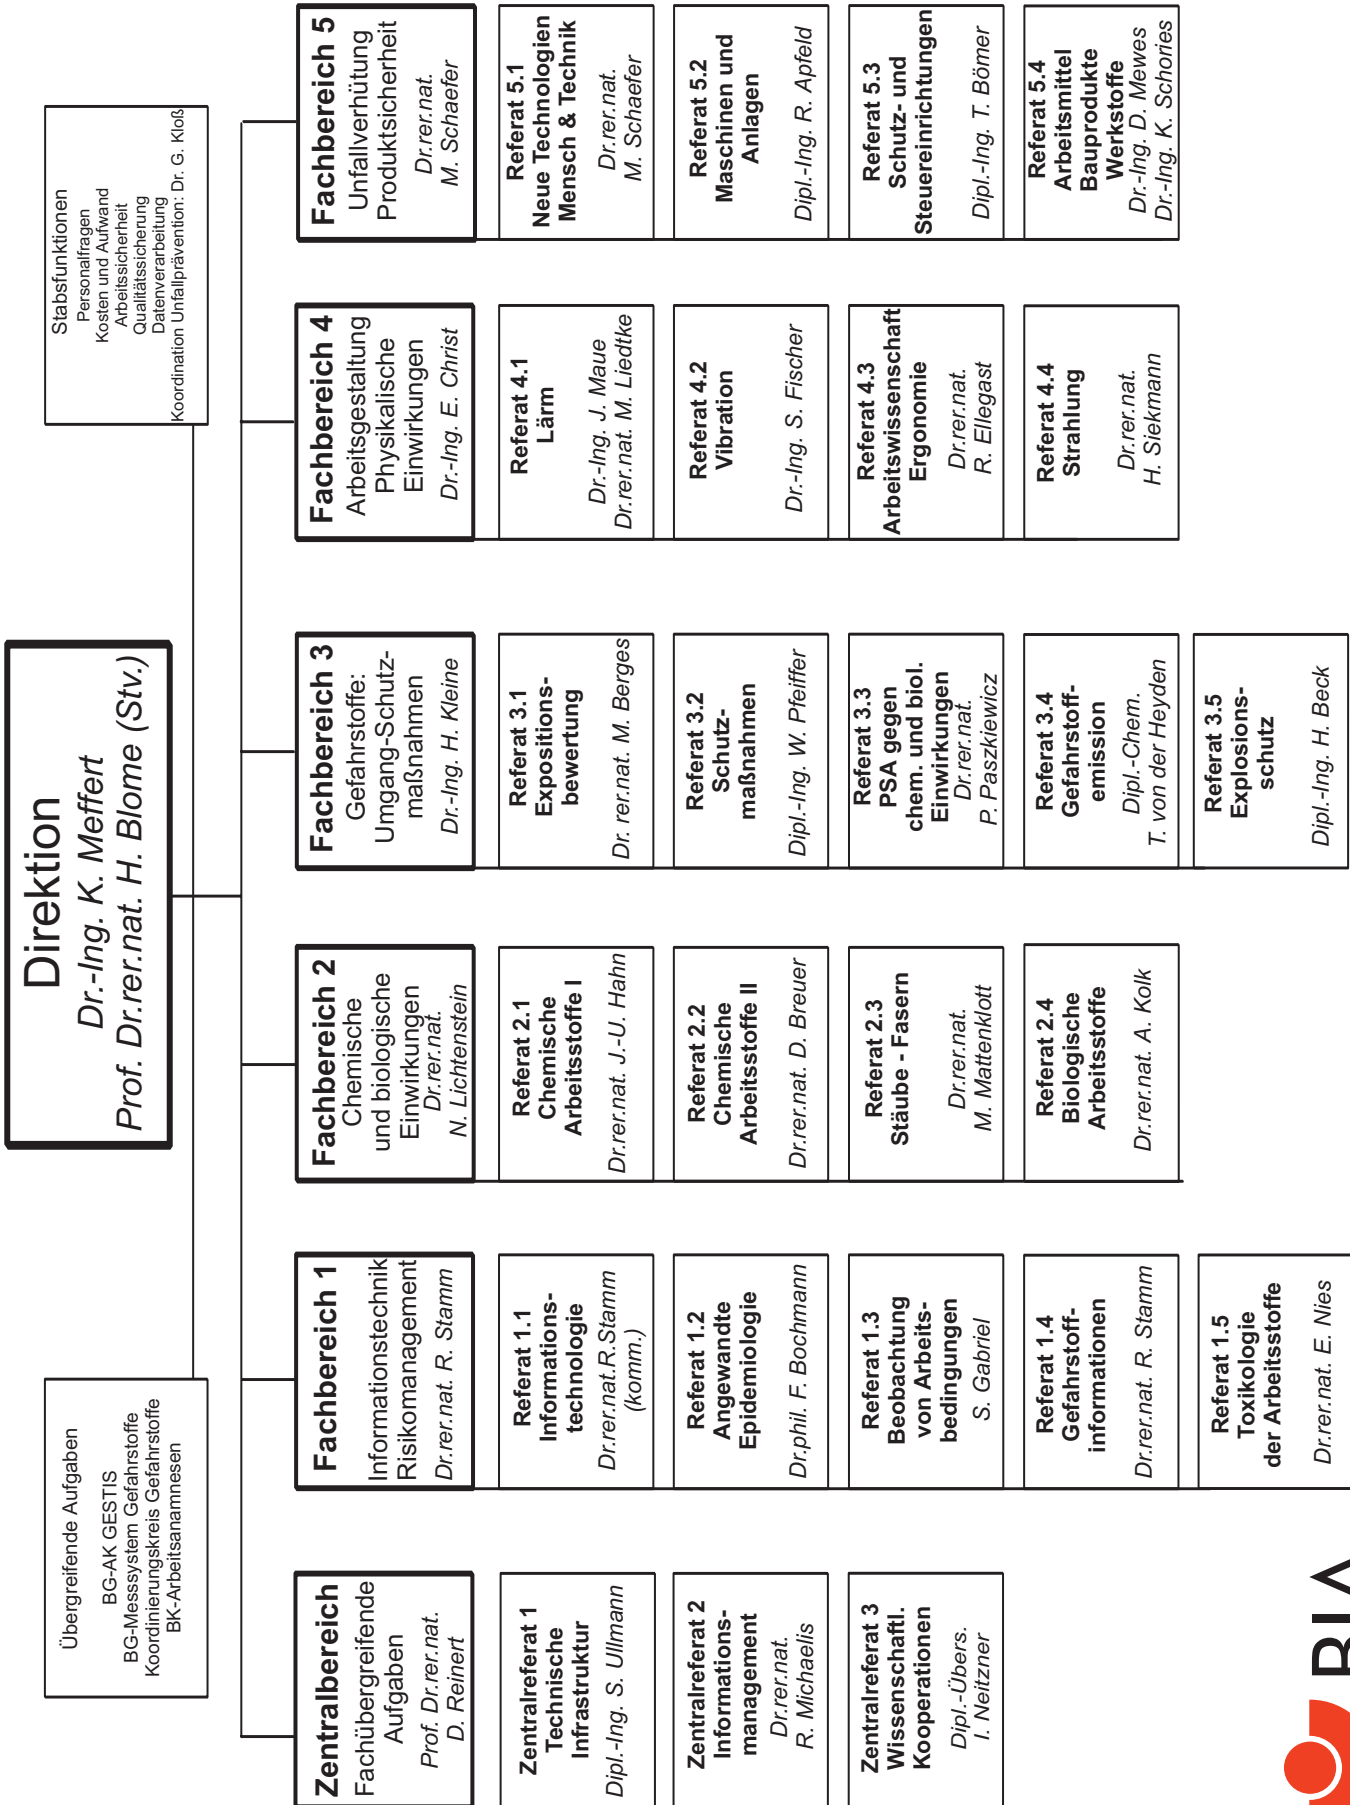 Direktion
Dr.-Ing. K. Meffert
Prof. Dr.rer.nat. H. Blome (Stv.)
Übergreifende Aufgaben
BG-AK GESTIS
BG-Messsystem Gefahrstoffe
Koordinierungskreis Gefahrstoffe
BK-Arbeitsanamnesen
Stabsfunktionen
Personalfragen
Kosten und Aufwand
Arbeitssicherheit
Qualitätssicherung
Datenverarbeitung
Koordination Unfallprävention: Dr. G. Kloß
Zentralbereich
Fachübergreifende
Aufgaben
Prof. Dr.rer.nat.
D. Reinert
Zentralreferat 1
Technische
Infrastruktur
Dipl.-Ing. S. Ullmann
Zentralreferat 2
Informations-
management
Dr.rer.nat.
R. Michaelis
Zentralreferat 3
Wissenschaftl.
Kooperationen
Dipl.-Übers.
I. Neitzner
Fachbereich 1
Informationstechnik
Risikomanagement
Dr.rer.nat. R. Stamm
Referat 1.1
Informations-
technologie
Dr.rer.nat.R.Stamm
(komm.)
Referat 1.2
Angewandte
Epidemiologie
Dr.phil. F. Bochmann
Referat 1.3
Beobachtung
von Arbeits-
bedingungen
S. Gabriel
Referat 1.4
Gefahrstoff-
informationen
Dr.rer.nat. R. Stamm
Referat 1.5
Toxikologie
der Arbeitsstoffe
Dr.rer.nat. E. Nies
Fachbereich 2
Chemische
und biologische
Einwirkungen
Dr.rer.nat.
N. Lichtenstein
Referat 2.1
Chemische
Arbeitsstoffe I
Dr.rer.nat. J.-U. Hahn
Referat 2.2
Chemische
Arbeitsstoffe II
Dr.rer.nat. D. Breuer
Referat 2.3
Stäube - Fasern
Dr.rer.nat.
M. Mattenklott
Referat 2.4
Biologische
Arbeitsstoffe
Dr.rer.nat. A. Kolk
Fachbereich 3
Gefahrstoffe:
Umgang-Schutz-
maßnahmen
Dr.-Ing. H. Kleine
Referat 3.1
Expositions-
bewertung
Dr. rer.nat. M. Berges
Referat 3.2
Schutz-
maßnahmen
Dipl.-Ing. W. Pfeiffer
Referat 3.3
PSA gegen
chem. und biol.
Einwirkungen
Dr.rer.nat.
P. Paszkiewicz
Referat 3.4
Gefahrstoff-
emission
Dipl.-Chem.
T. von der Heyden
Referat 3.5
Explosions-
schutz
Dipl.-Ing. H. Beck
Fachbereich 4
Arbeitsgestaltung
Physikalische
Einwirkungen
Dr.-Ing. E. Christ
Referat 4.1
Lärm
Dr.-Ing. J. Maue
Dr.rer.nat. M. Liedtke
Referat 4.2
Vibration
Dr.-Ing. S. Fischer
Referat 4.3
Arbeitswissenschaft
Ergonomie
Dr.rer.nat.
R. Ellegast
Referat 4.4
Strahlung
Dr.rer.nat.
H. Siekmann
Fachbereich 5
Unfallverhütung
Produktsicherheit
Dr.rer.nat.
M. Schaefer
Referat 5.1
Neue Technologien
Mensch & Technik
Dr.rer.nat.
M. Schaefer
Referat 5.2
Maschinen und
Anlagen
Dipl.-Ing. R. Apfeld
Referat 5.3
Schutz- und
Steuereinrichtungen
Dipl.-Ing. T. Bömer
Referat 5.4
Arbeitsmittel
Bauprodukte
Werkstoffe
Dr.-Ing. D. Mewes
Dr.-Ing. K. Schories
BIA